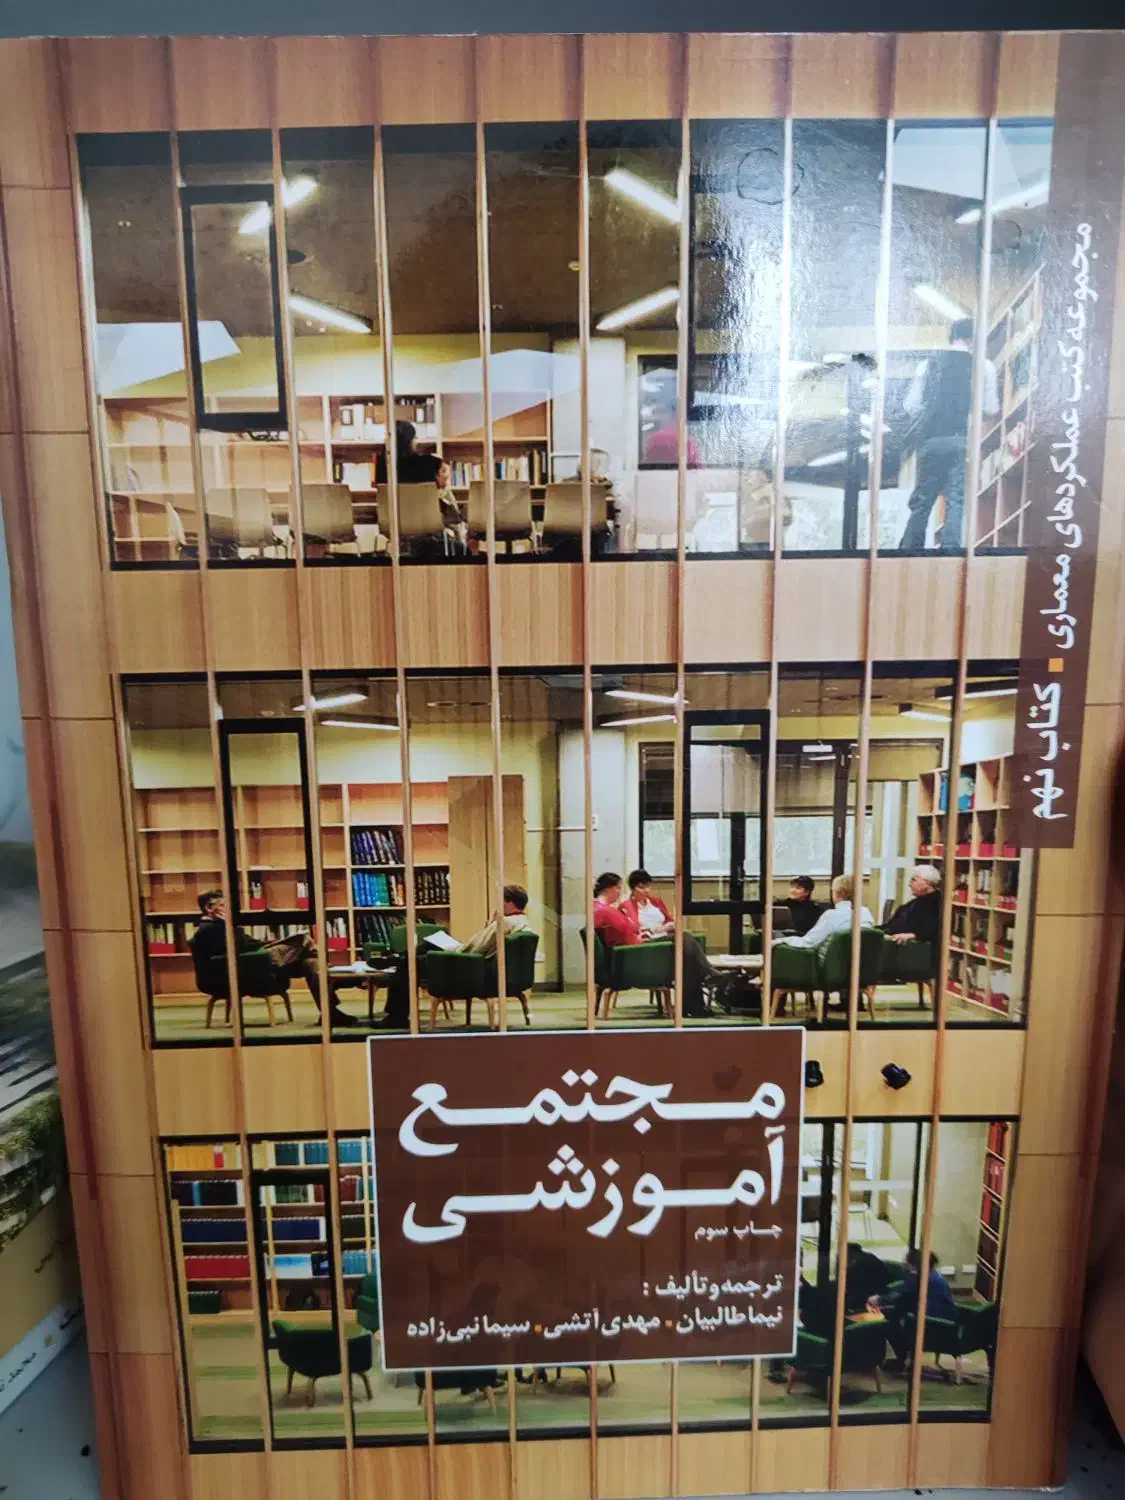 مجموعه کتب عملکردهای معماری ▪ کتاب نهم
مجتمع
آموزشی
چاپ سوم
ترجمه و تألیف :
نیما طالبیان ▪ مهدی آتشی ▪ سیما نبی‌زاده